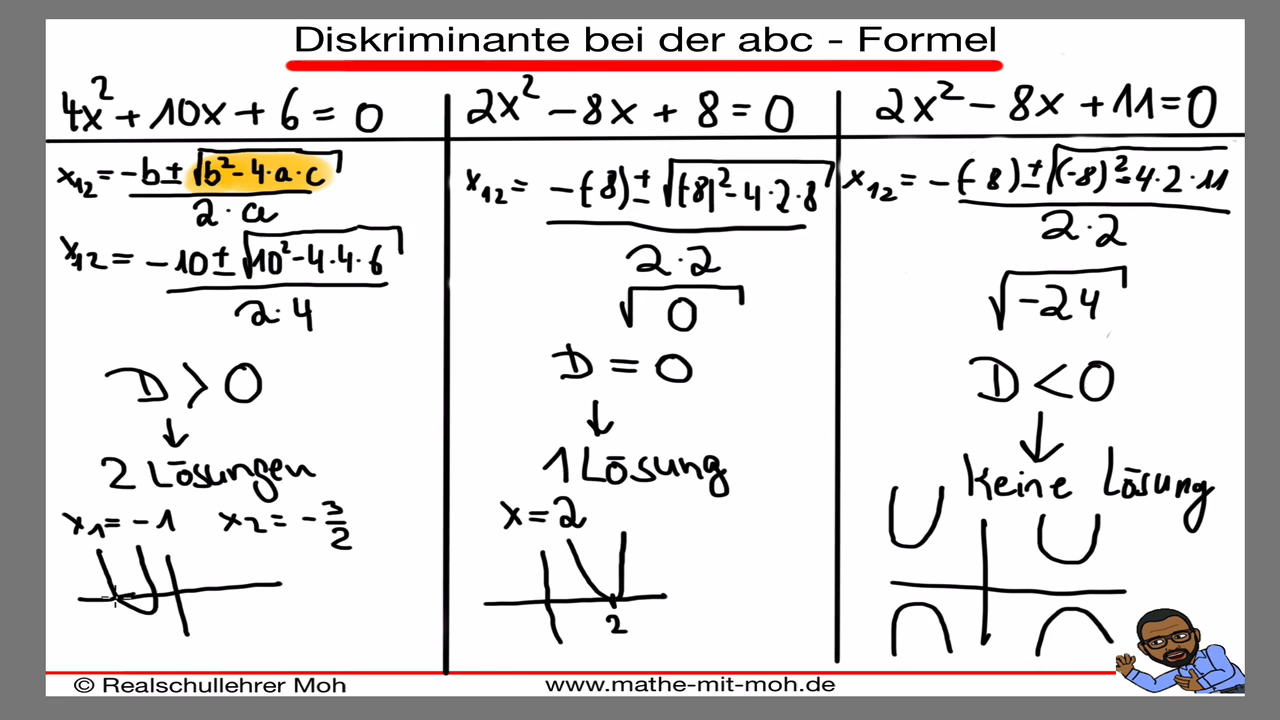 Diskriminante bei der abc - Formel
4x² + 10x + 6 = 0
x₁₂ = (-b ± √(b² - 4·a·c)) / (2·a)
x₁₂ = (-10 ± √(10² - 4·4·6)) / (2·4)
D > 0
↓
2 Lösungen
x₁ = -1 x₂ = -3/2
2x² - 8x + 8 = 0
x₁₂ = (-(-8) ± √((-8)² - 4·2·8)) / (2·2)
√0
D = 0
↓
1 Lösung
x = 2
2
2x² - 8x + 11 = 0
x₁₂ = (-(-8) ± √((-8)² - 4·2·11)) / (2·2)
√-24
D < 0
↓
Keine Lösung
© Realschullehrer Moh
www.mathe-mit-moh.de